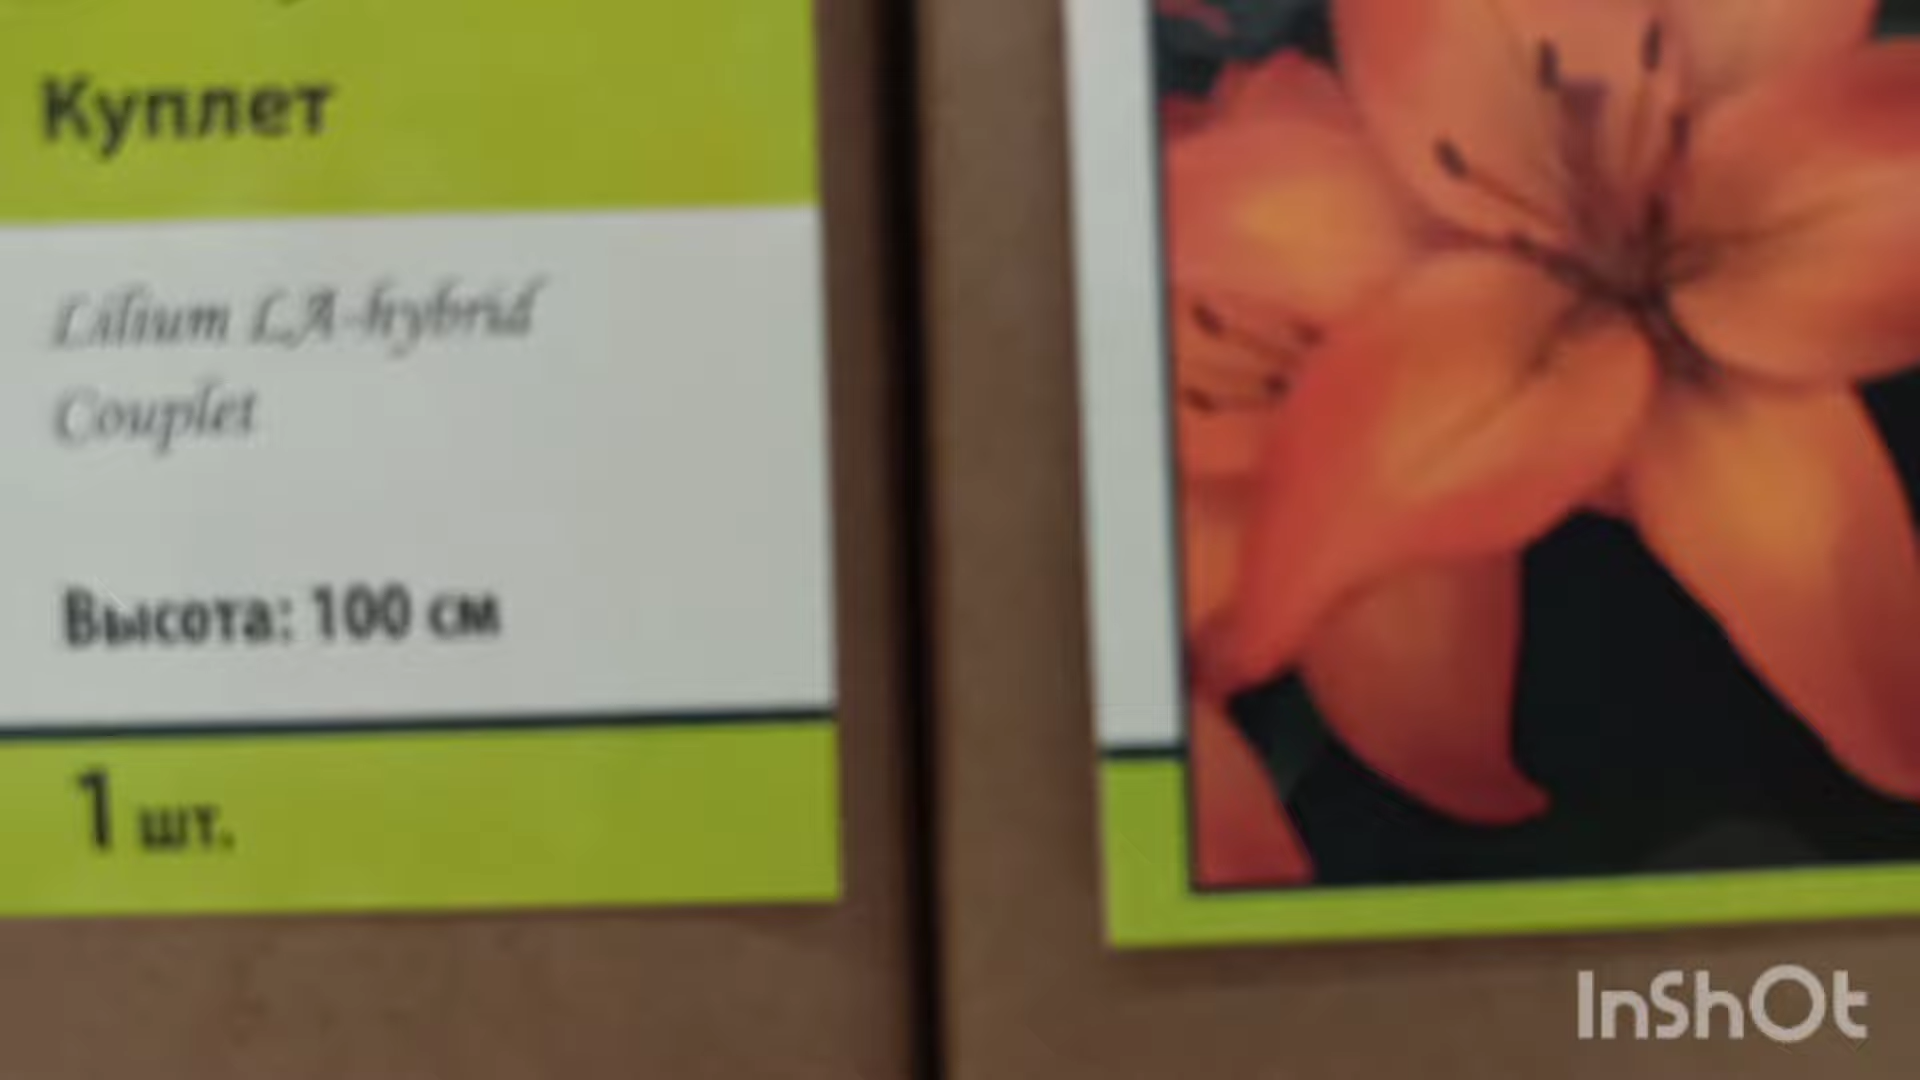 Куплет
Lilium LA-hybrid
Couplet
Высота: 100 см
1 шт.
InShOt